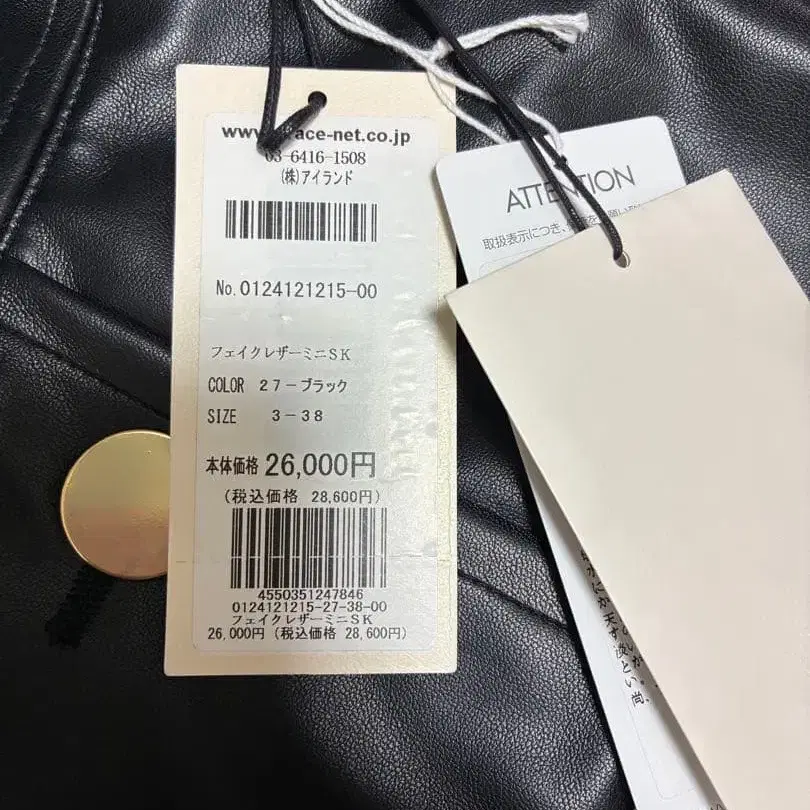 ace-net.co.jp
03-6416-1508
(株)アイランド
No.0124121215-00
フェイクレザーミニSK
COLOR 27-ブラック
SIZE 3-38
本体価格 26,000円
(税込価格 28,600円)
4550351247846
0124121215-27-38-00
フェイクレザーミニSK
26,000円 (税込価格 28,600円)
ATTENTION
取扱表示につき、